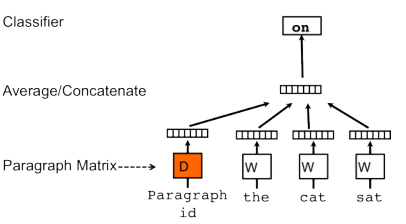 Classifier
on
Average/Concatenate
Paragraph Matrix
D
W
W
W
Paragraph
id
the
cat
sat